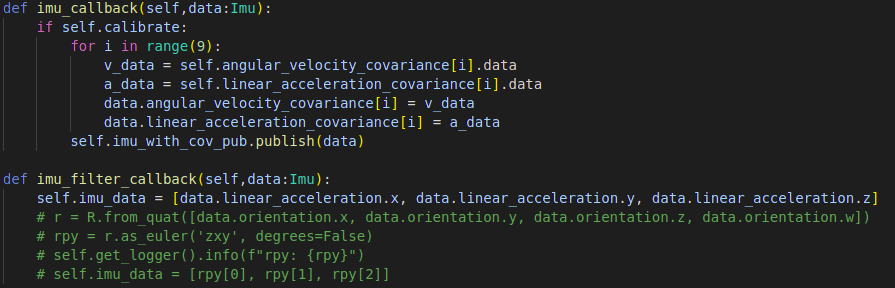 def imu_callback(self,data:Imu):
    if self.calibrate:
        for i in range(9):
            v_data = self.angular_velocity_covariance[i].data
            a_data = self.linear_acceleration_covariance[i].data
            data.angular_velocity_covariance[i] = v_data
            data.linear_acceleration_covariance[i] = a_data
        self.imu_with_cov_pub.publish(data)

def imu_filter_callback(self,data:Imu):
    self.imu_data = [data.linear_acceleration.x, data.linear_acceleration.y, data.linear_acceleration.z]
    # r = R.from_quat([data.orientation.x, data.orientation.y, data.orientation.z, data.orientation.w])
    # rpy = r.as_euler('zxy', degrees=False)
    # self.get_logger().info(f"rpy: {rpy}")
    # self.imu_data = [rpy[0], rpy[1], rpy[2]]